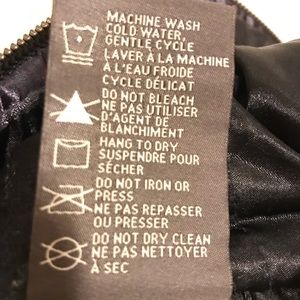 MACHINE WASH
COLD WATER,
GENTLE CYCLE
LAVER À LA MACHINE
À L'EAU FROIDE
CYCLE DÉLICAT
DO NOT BLEACH
NE PAS UTILISER
D'AGENT DE
BLANCHIMENT
HANG TO DRY
SUSPENDRE POUR
SÉCHER
DO NOT IRON OR
PRESS
NE PAS REPASSER
OU PRESSER
DO NOT DRY CLEAN
NE PAS NETTOYER
À SEC